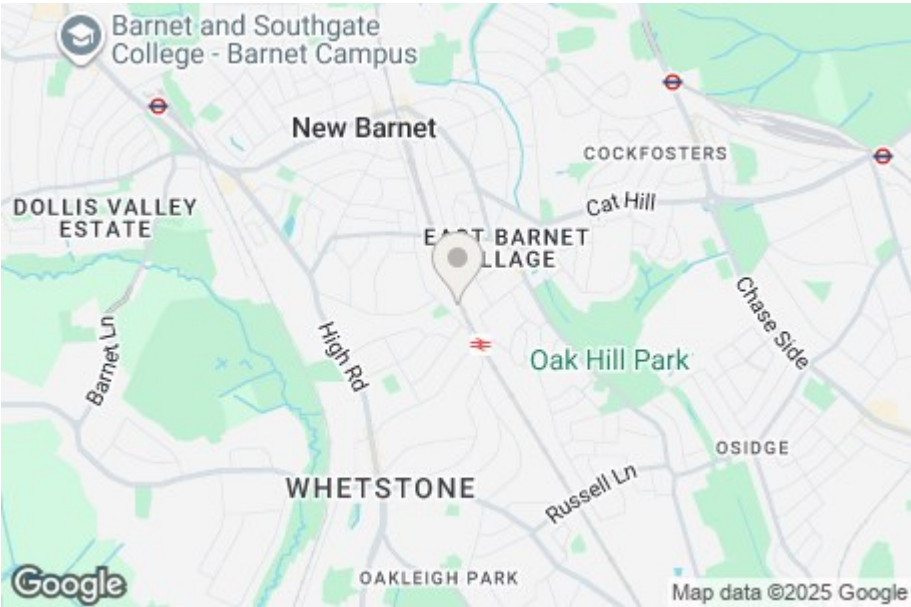 Barnet and Southgate
College - Barnet Campus
New Barnet
COCKFOSTERS
DOLLIS VALLEY
ESTATE
Cat Hill
EAST BARNET
LLAGE
Barnet Ln
High Rd
Chase Side
Oak Hill Park
OSIDGE
WHETSTONE
Russell Ln
OAKLEIGH PARK
Google
Map data ©2025 Google